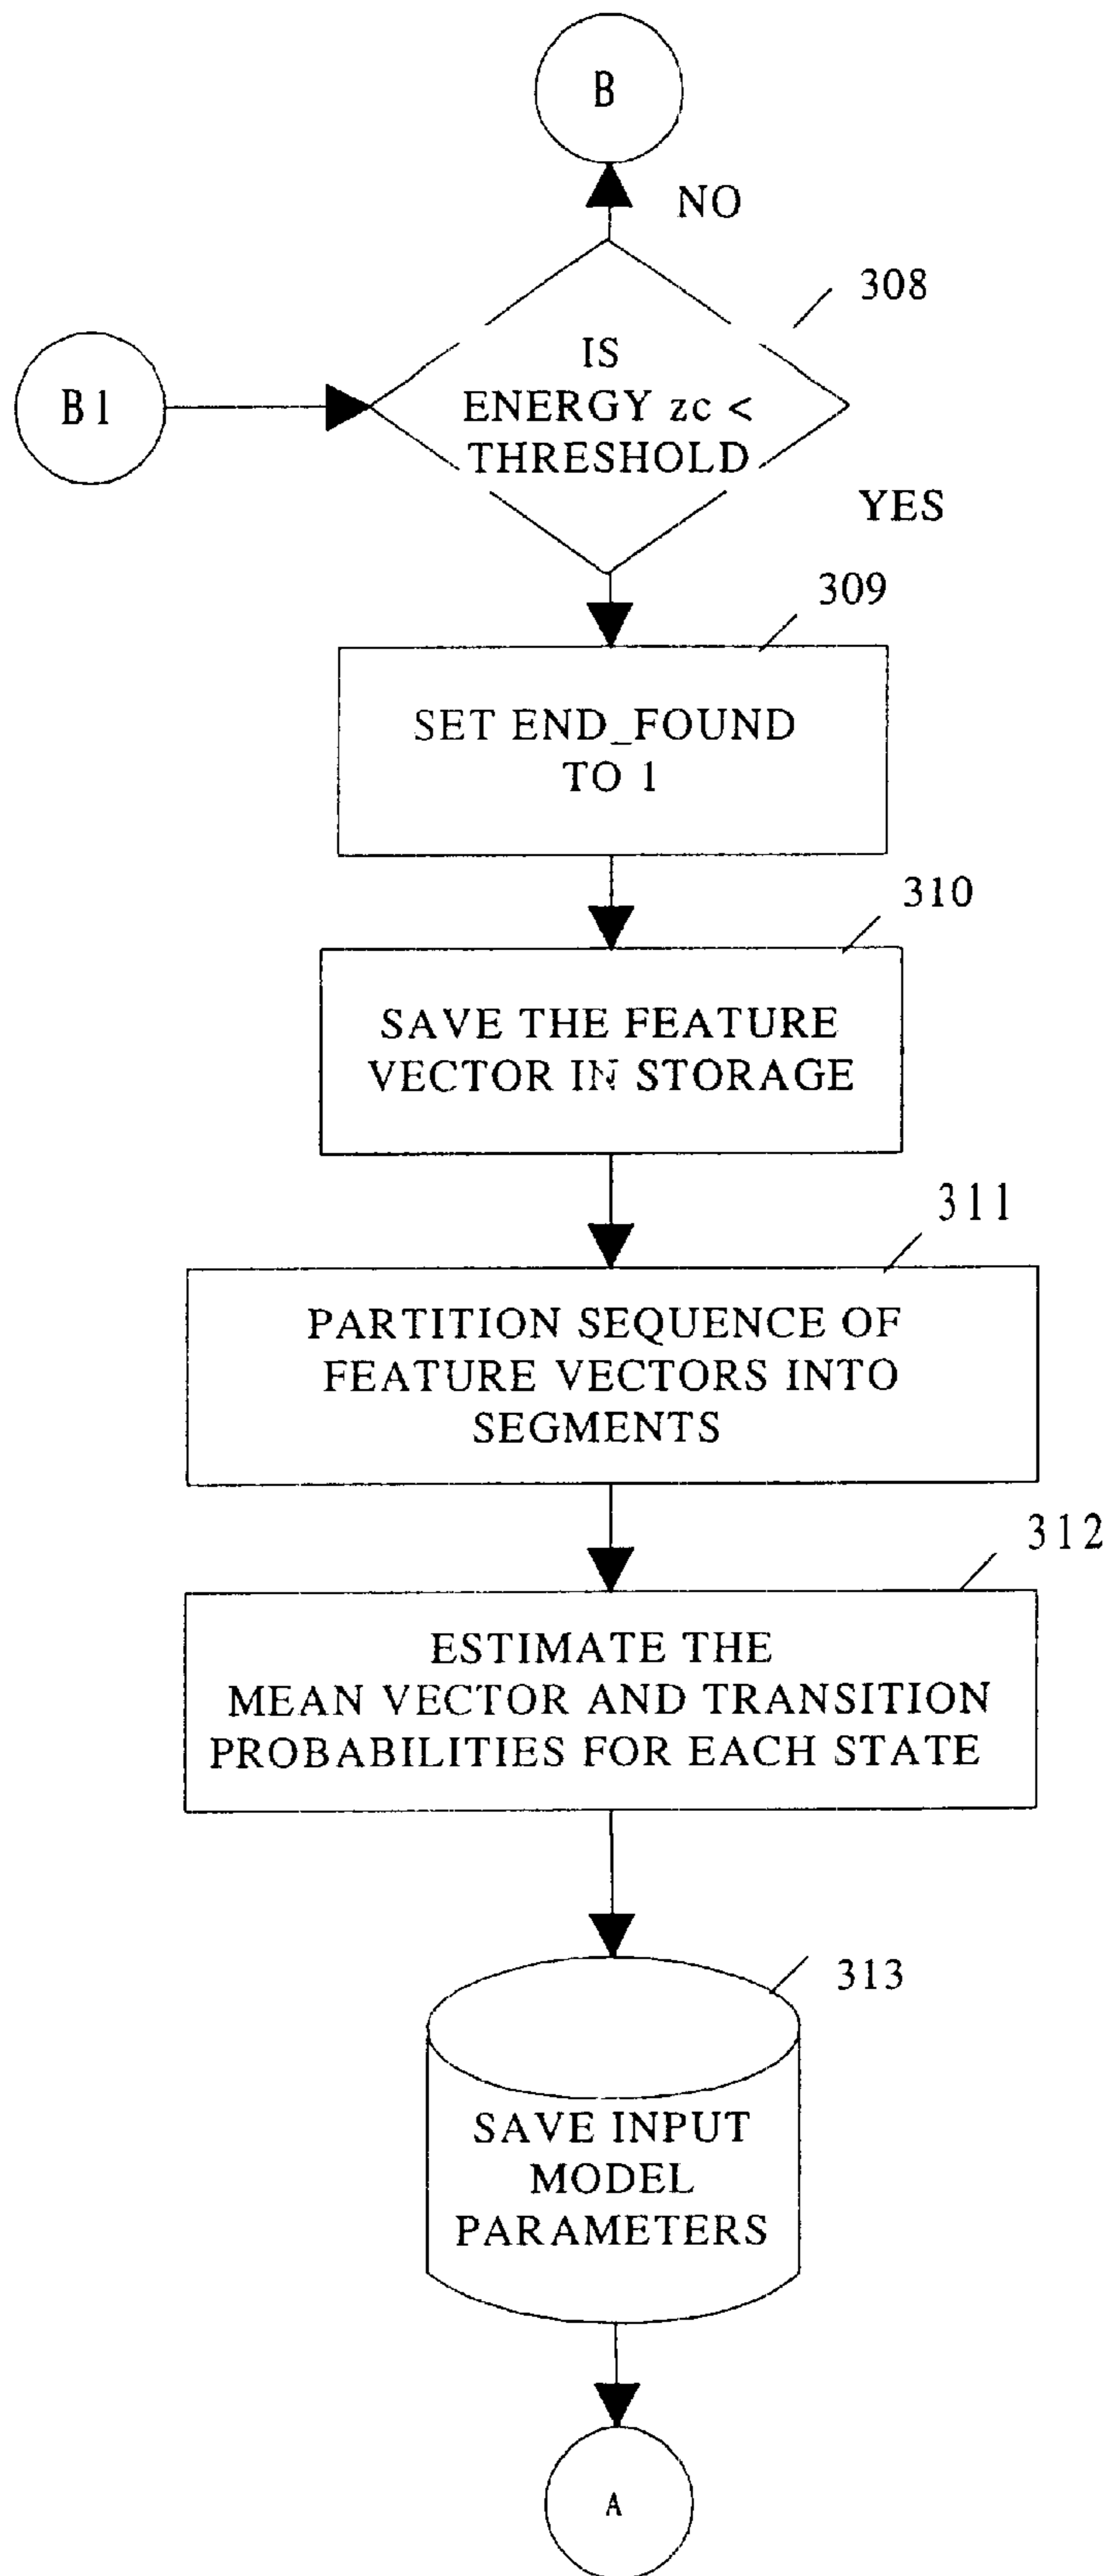 B
NO
308
B1
IS
ENERGY zc <
THRESHOLD
YES
309
SET END_FOUND
TO 1
310
SAVE THE FEATURE
VECTOR IN STORAGE
311
PARTITION SEQUENCE OF
FEATURE VECTORS INTO
SEGMENTS
312
ESTIMATE THE
MEAN VECTOR AND TRANSITION
PROBABILITIES FOR EACH STATE
313
SAVE INPUT
MODEL
PARAMETERS
A